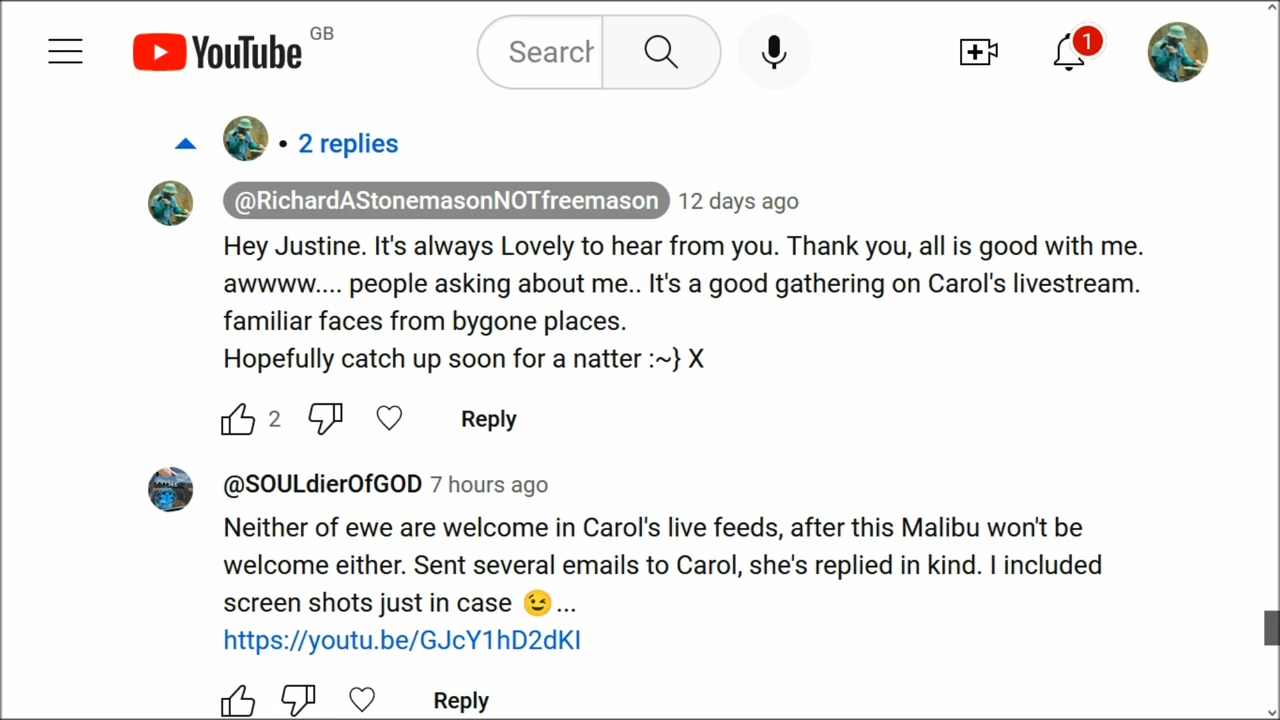 YouTube GB
Search
1
• 2 replies
@RichardAStonemasonNOTfreemason 12 days ago
Hey Justine. It's always Lovely to hear from you. Thank you, all is good with me.
awwww.... people asking about me.. It's a good gathering on Carol's livestream.
familiar faces from bygone places.
Hopefully catch up soon for a natter :~} X
2 Reply
@SOULdierOfGOD 7 hours ago
Neither of ewe are welcome in Carol's live feeds, after this Malibu won't be
welcome either. Sent several emails to Carol, she's replied in kind. I included
screen shots just in case 😉...
https://youtu.be/GJcY1hD2dKI
Reply